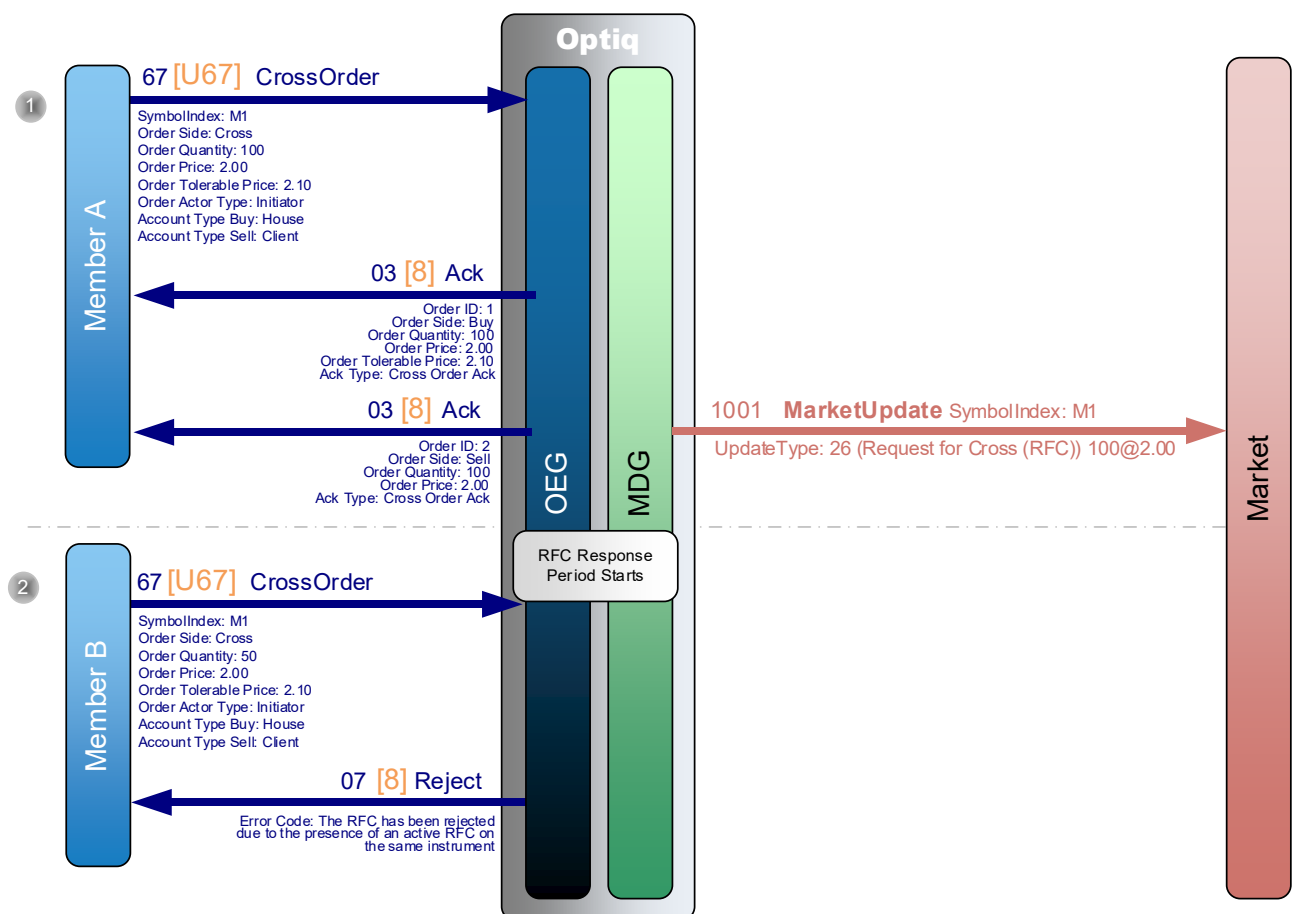 Optiq
1
67 [U67] CrossOrder
SymbolIndex: M1
Order Side: Cross
Order Quantity: 100
Order Price: 2.00
Order Tolerable Price: 2.10
Order Actor Type: Initiator
Account Type Buy: House
Account Type Sell: Client
Member A
03 [8] Ack
Order ID: 1
Order Side: Buy
Order Quantity: 100
Order Price: 2.00
Order Tolerable Price: 2.10
Ack Type: Cross Order Ack
03 [8] Ack
Order ID: 2
Order Side: Sell
Order Quantity: 100
Order Price: 2.00
Ack Type: Cross Order Ack
OEG
MDG
1001 MarketUpdate SymbolIndex: M1
UpdateType: 26 (Request for Cross (RFC)) 100@2.00
Market
RFC Response
Period Starts
2
67 [U67] CrossOrder
SymbolIndex: M1
Order Side: Cross
Order Quantity: 50
Order Price: 2.00
Order Tolerable Price: 2.10
Order Actor Type: Initiator
Account Type Buy: House
Account Type Sell: Client
Member B
07 [8] Reject
Error Code: The RFC has been rejected
due to the presence of an active RFC on
the same instrument